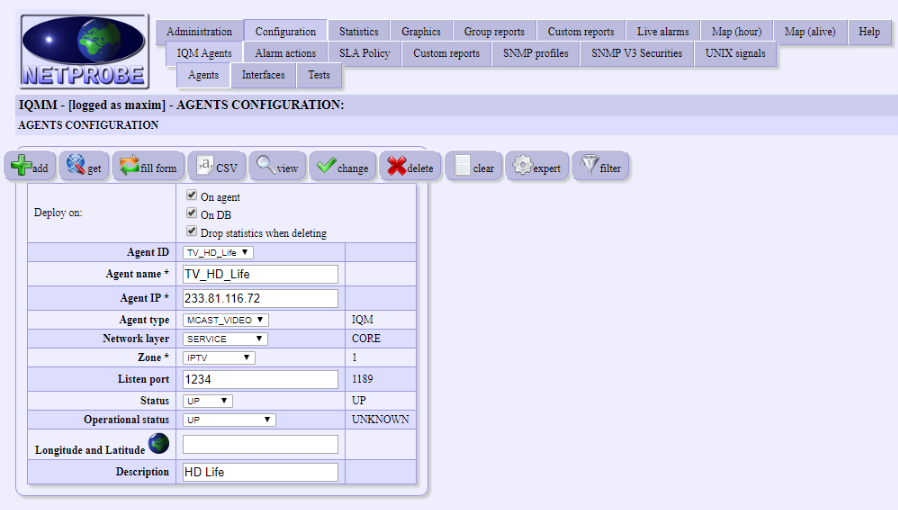 NETPROBE
Administration Configuration Statistics Graphics Group reports Custom reports Live alarms Map (hour) Map (alive) Help
IQM Agents Alarm actions SLA Policy Custom reports SNMP profiles SNMP V3 Securities UNIX signals
Agents Interfaces Tests
IQMM - [logged as maxim] - AGENTS CONFIGURATION:
AGENTS CONFIGURATION
add get fill form .a, CSV view change delete clear expert filter
Deploy on:
On agent
On DB
Drop statistics when deleting
Agent ID TV_HD_Life
Agent name * TV_HD_Life
Agent IP * 233.81.116.72
Agent type MCAST_VIDEO IQM
Network layer SERVICE CORE
Zone * IPTV 1
Listen port 1234 1189
Status UP UP
Operational status UP UNKNOWN
Longitude and Latitude
Description HD Life